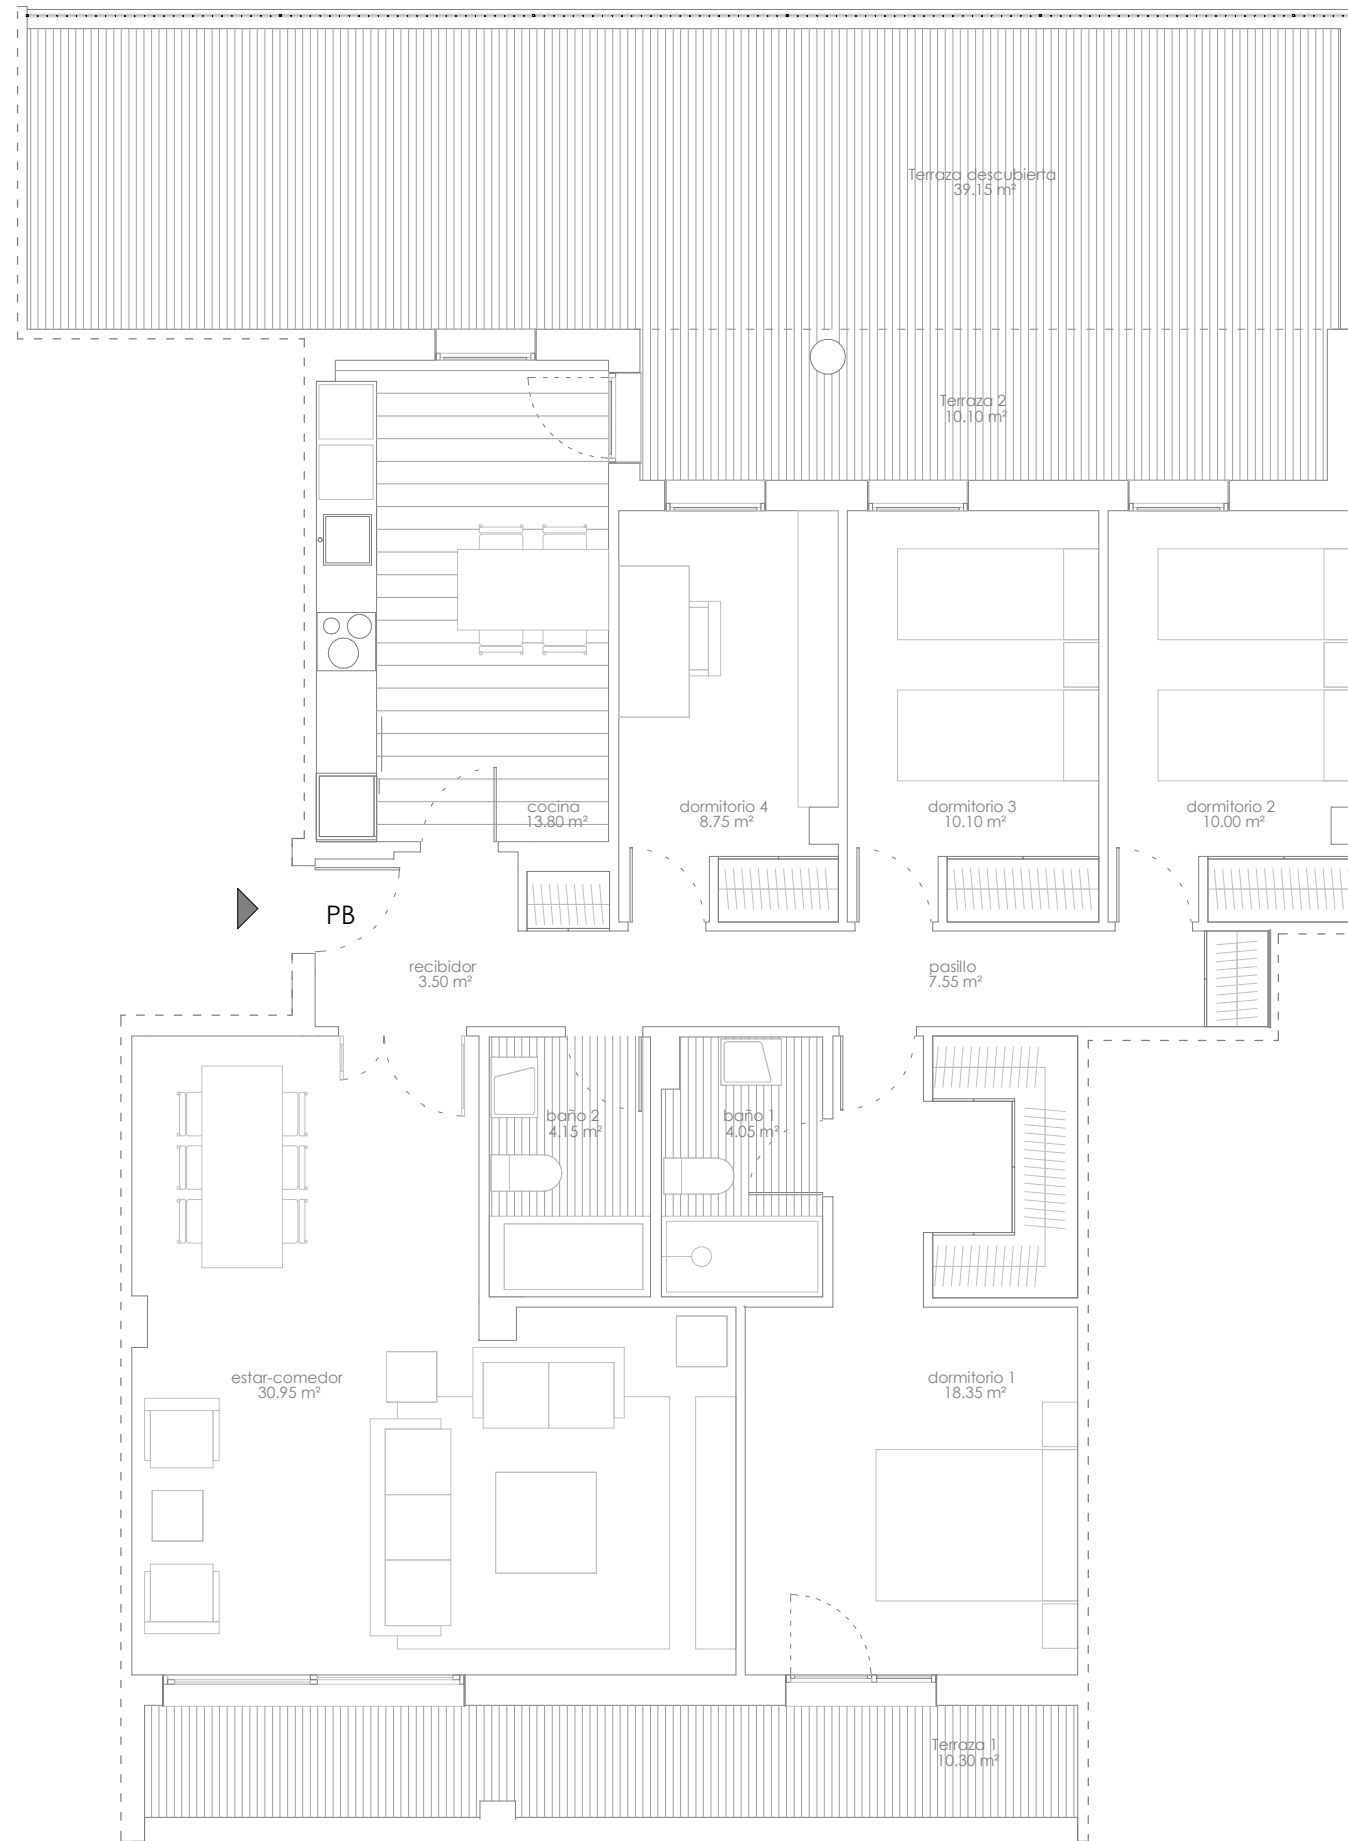 Terraza descubierta
39.15 m²
Terraza 2
10.10 m²
cocina
13.80 m²
dormitorio 4
8.75 m²
dormitorio 3
10.10 m²
dormitorio 2
10.00 m²
PB
recibidor
3.50 m²
pasillo
7.55 m²
baño 2
4.15 m²
baño 1
4.05 m²
estar-comedor
30.95 m²
dormitorio 1
18.35 m²
Terraza 1
10.30 m²